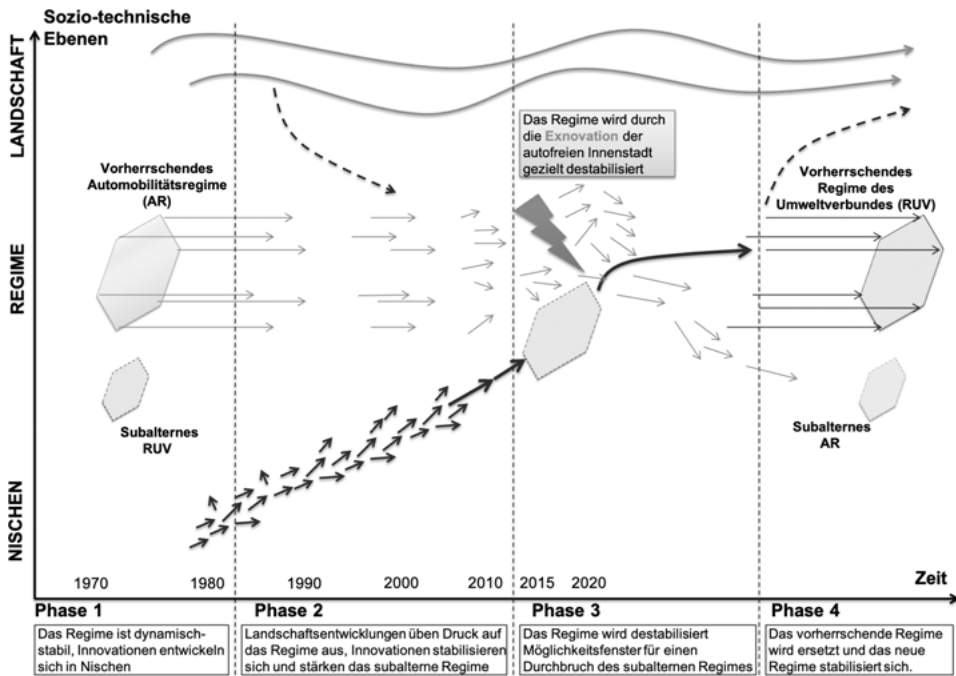 Sozio-technische
Ebenen
LANDSCHAFT
REGIME
NISCHEN
Das Regime wird durch
die Exnovation der
autofreien Innenstadt
gezielt destabilisiert
Vorherrschendes
Automobilitätsregime
(AR)
Vorherrschendes
Regime des
Umweltverbundes (RUV)
Subalternes
RUV
Subalternes
AR
1970
1980
1990
2000
2010
2015
2020
Zeit
Phase 1
Phase 2
Phase 3
Phase 4
Das Regime ist dynamisch-
stabil, Innovationen entwickeln
sich in Nischen
Landschaftsentwicklungen üben Druck auf
das Regime aus, Innovationen stabilisieren
sich und stärken das subalterne Regime
Das Regime wird destabilisiert
Möglichkeitsfenster für einen
Durchbruch des subalternen Regimes
Das vorherrschende Regime
wird ersetzt und das neue
Regime stabilisiert sich.